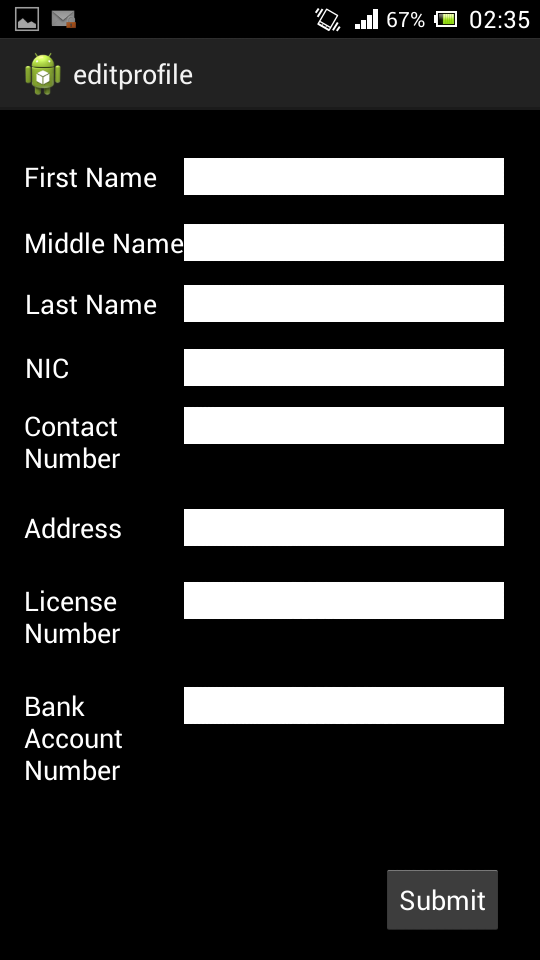 67% 02:35
editprofile
First Name
Middle Name
Last Name
NIC
Contact
Number
Address
License
Number
Bank
Account
Number
Submit